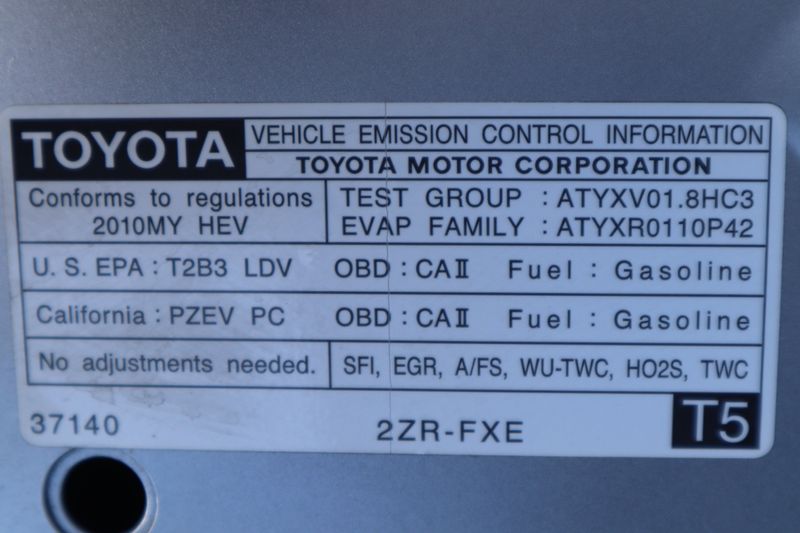 TOYOTA
VEHICLE EMISSION CONTROL INFORMATION
TOYOTA MOTOR CORPORATION
Conforms to regulations
2010MY HEV
TEST GROUP : ATYXV01.8HC3
EVAP FAMILY : ATYXR0110P42
U. S. EPA : T2B3 LDV OBD : CAⅡ Fuel : Gasoline
California : PZEV PC OBD : CAⅡ Fuel : Gasoline
No adjustments needed.
SFI, EGR, A/FS, WU-TWC, HO2S, TWC
37140
2ZR-FXE
T5